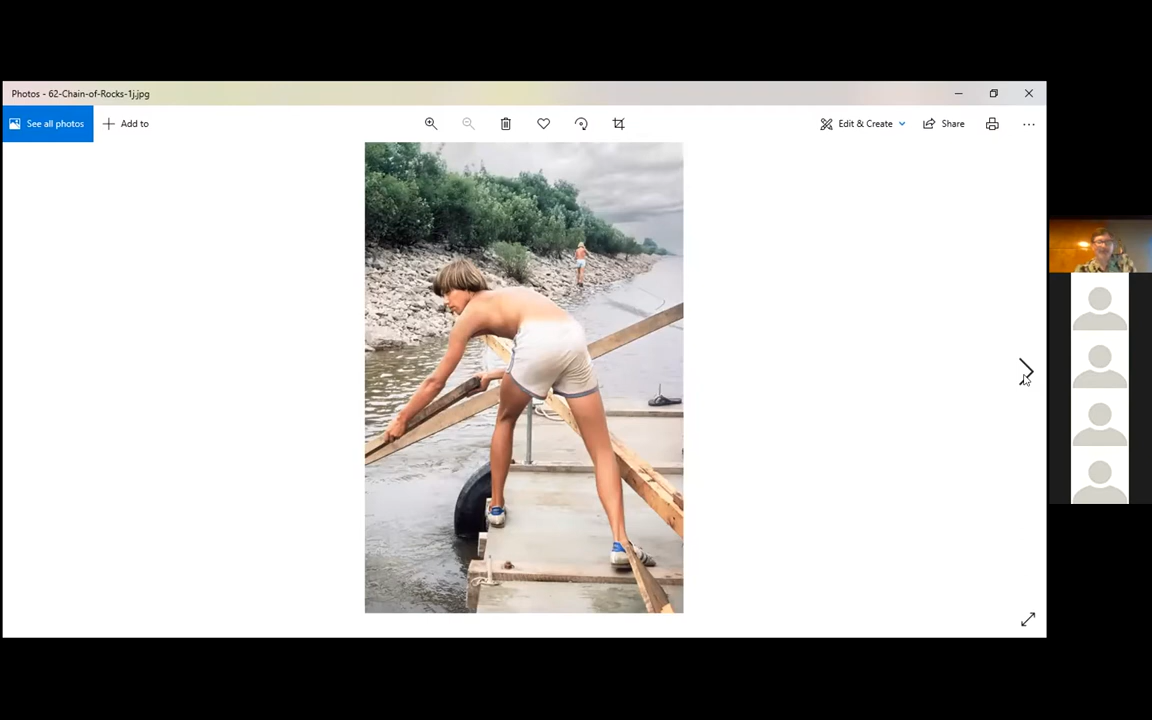 Photos - 62-Chain-of-Rocks-1j.jpg
See all photos
Add to
Edit & Create
Share